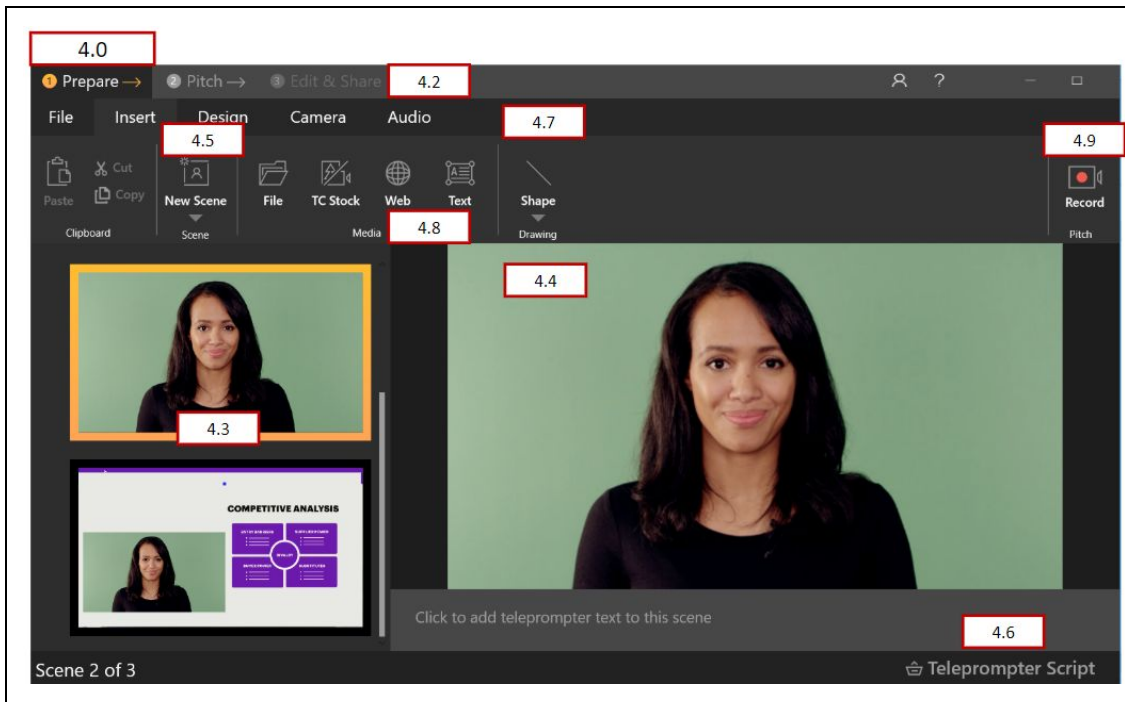 4.0
1 Prepare → 2 Pitch → 3 Edit & Share 4.2 ?
File Insert Design Camera Audio 4.7
4.5 4.9
Paste Cut Copy New Scene File TC Stock Web Text Shape Record
Clipboard Scene Media 4.8 Drawing Pitch
4.4
4.3
COMPETITIVE ANALYSIS
Click to add teleprompter text to this scene
4.6
Scene 2 of 3 Teleprompter Script